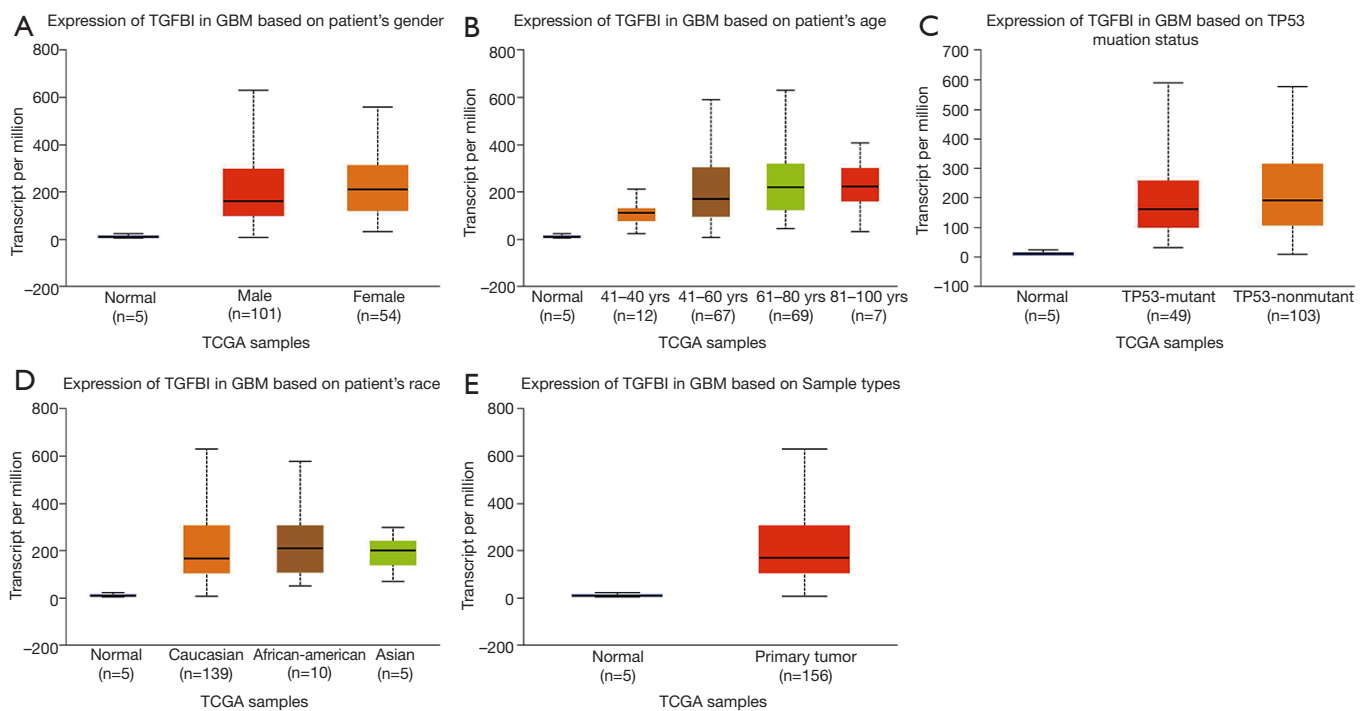 A Expression of TGFBI in GBM based on patient's gender
Transcript per million
800
600
400
200
0
−200
Normal Male Female
(n=5) (n=101) (n=54)
TCGA samples
B Expression of TGFBI in GBM based on patient's age
Transcript per million
800
600
400
200
0
−200
Normal 41–40 yrs 41–60 yrs 61–80 yrs 81–100 yrs
(n=5) (n=12) (n=67) (n=69) (n=7)
TCGA samples
C Expression of TGFBI in GBM based on TP53
muation status
Transcript per million
700
600
500
400
300
200
100
0
−100
Normal TP53-mutant TP53-nonmutant
(n=5) (n=49) (n=103)
TCGA samples
D Expression of TGFBI in GBM based on patient's race
Transcript per million
800
600
400
200
0
−200
Normal Caucasian African-american Asian
(n=5) (n=139) (n=10) (n=5)
TCGA samples
E Expression of TGFBI in GBM based on Sample types
Transcript per million
800
600
400
200
0
−200
Normal Primary tumor
(n=5) (n=156)
TCGA samples